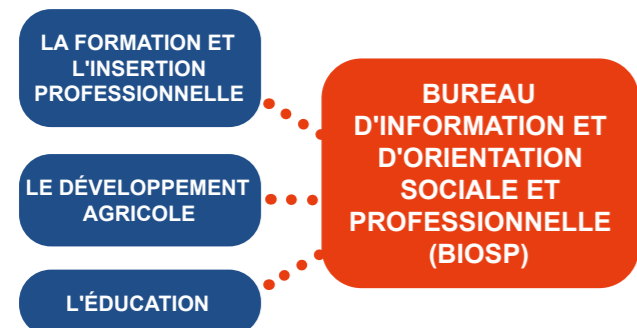 LA FORMATION ET
L'INSERTION
PROFESSIONNELLE
LE DÉVELOPPEMENT
AGRICOLE
L'ÉDUCATION
BUREAU
D'INFORMATION ET
D'ORIENTATION
SOCIALE ET
PROFESSIONNELLE
(BIOSP)